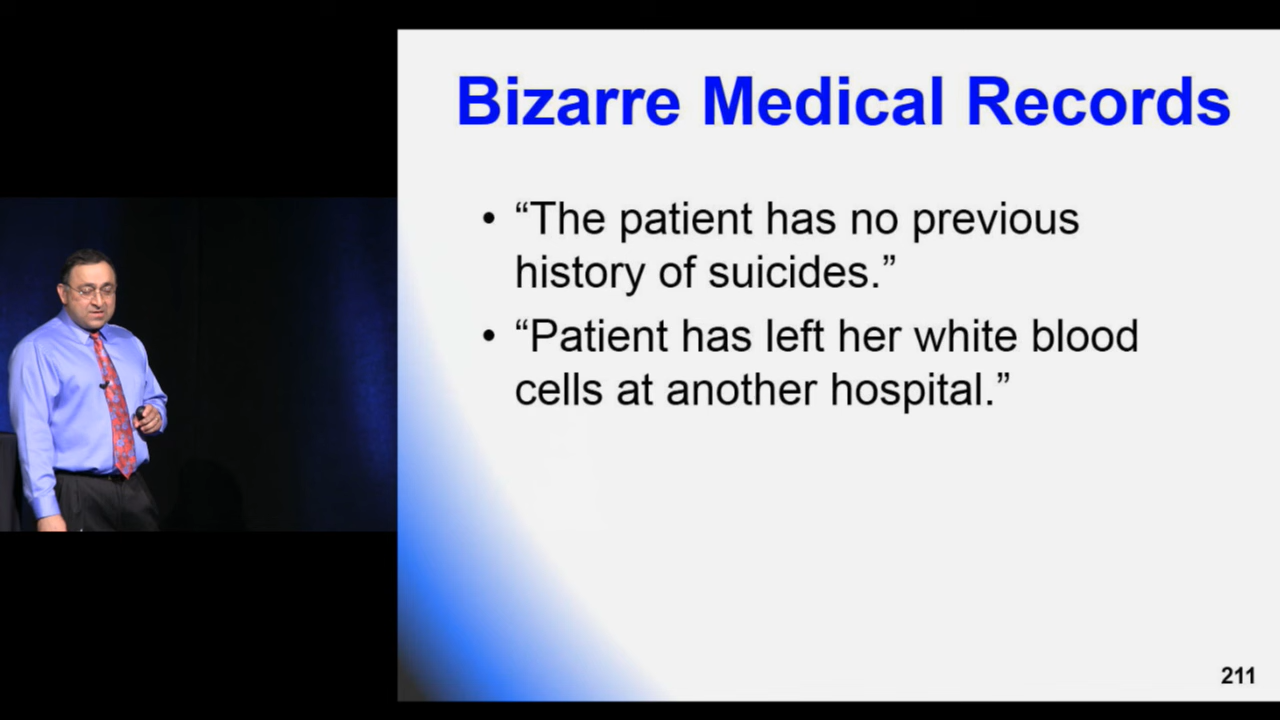 Bizarre Medical Records
• “The patient has no previous
history of suicides.”
• “Patient has left her white blood
cells at another hospital.”
211